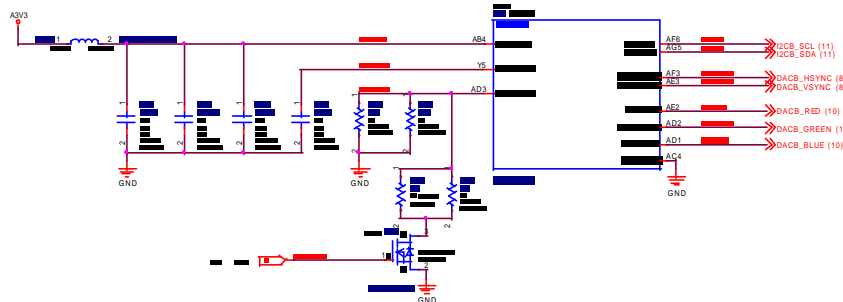 A3V3
1
2
AB4
Y5
AD3
AF6
AG5
AF3
AE3
AE2
AD2
AD1
AC4
I2CB_SCL (11)
I2CB_SDA (11)
DACB_HSYNC (8
DACB_VSYNC (8
DACB_RED (10)
DACB_GREEN (1
DACB_BLUE (10)
1
1
1
1
1
1
2
2
2
2
2
2
GND
GND
GND
1
1
2
2
3
1
2
GND